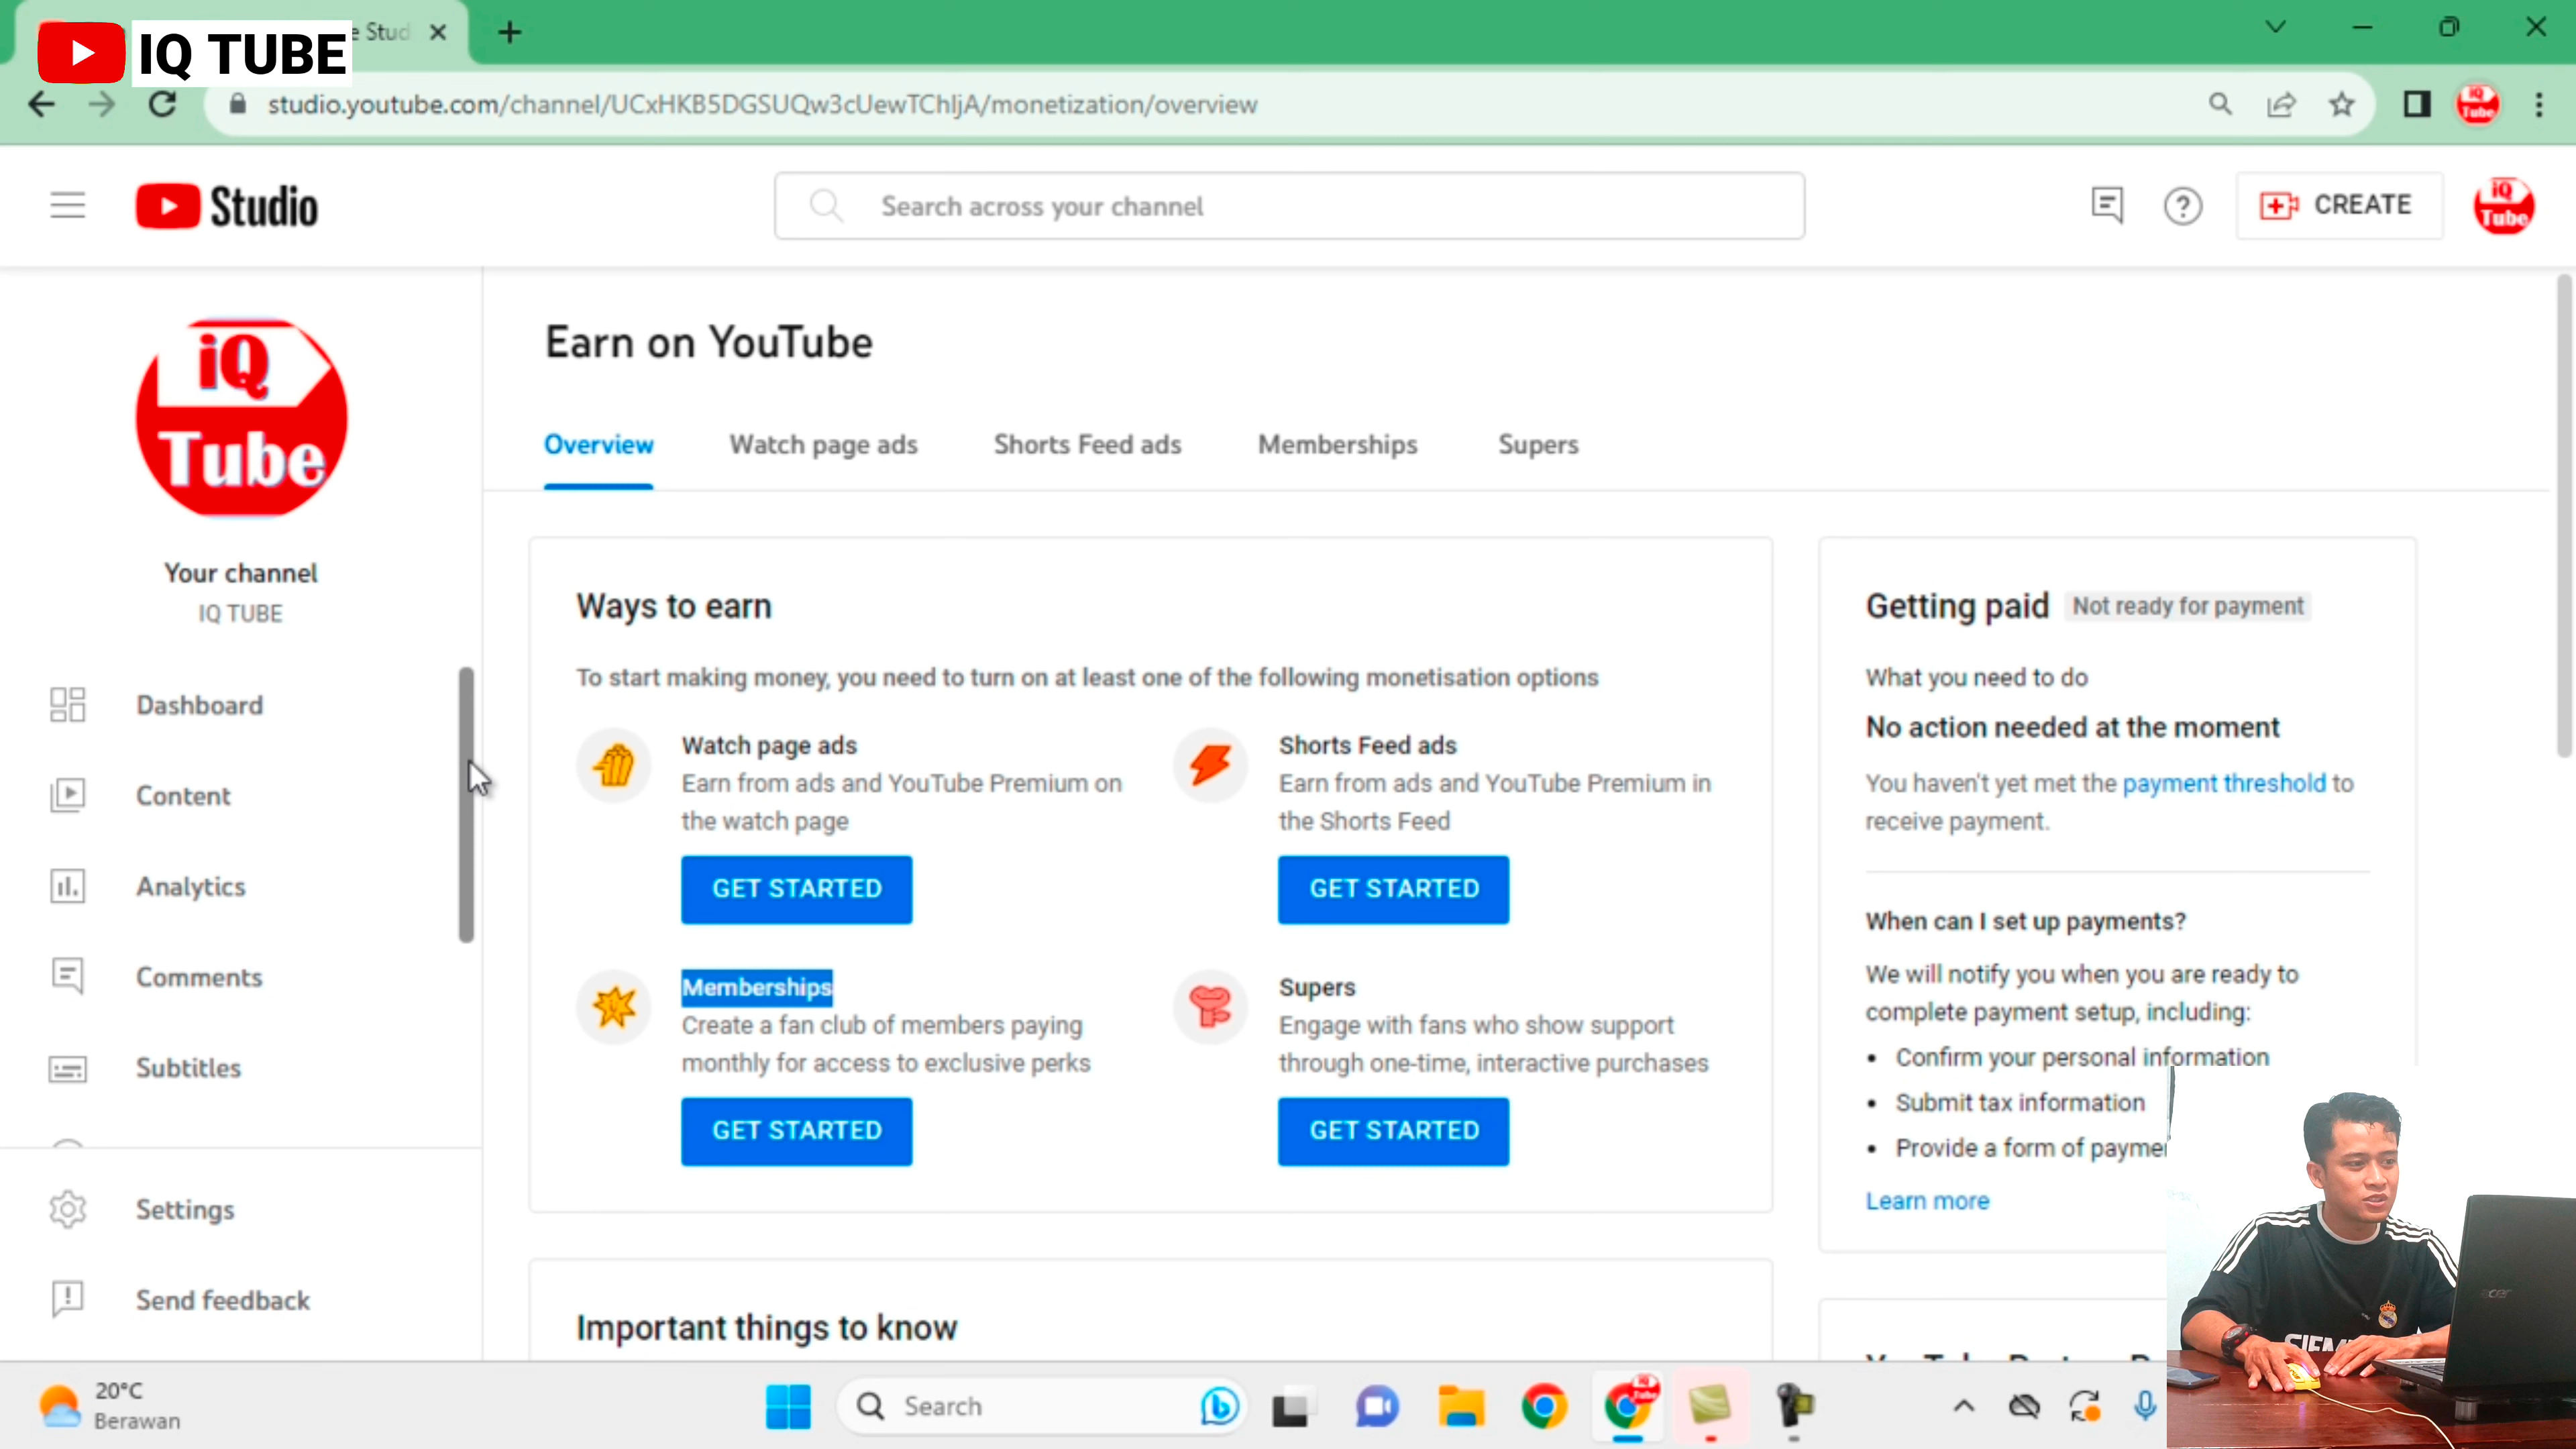 IQ TUBE
e Stud
studio.youtube.com/channel/UCxHKB5DGSUQw3cUewTChIjA/monetization/overview
iQ
Tube
Studio
Search across your channel
CREATE
iQ
Tube
iQ
Tube
Your channel
IQ TUBE
Dashboard
Content
Analytics
Comments
Subtitles
Settings
Send feedback
Earn on YouTube
Overview
Watch page ads
Shorts Feed ads
Memberships
Supers
Ways to earn
To start making money, you need to turn on at least one of the following monetisation options
Watch page ads
Earn from ads and YouTube Premium on
the watch page
GET STARTED
Shorts Feed ads
Earn from ads and YouTube Premium in
the Shorts Feed
GET STARTED
Memberships
Create a fan club of members paying
monthly for access to exclusive perks
GET STARTED
Supers
Engage with fans who show support
through one-time, interactive purchases
GET STARTED
Important things to know
Getting paid Not ready for payment
What you need to do
No action needed at the moment
You haven't yet met the payment threshold to
receive payment.
When can I set up payments?
We will notify you when you are ready to
complete payment setup, including:
• Confirm your personal information
• Submit tax information
• Provide a form of payme
Learn more
acer
20°C
Berawan
Search